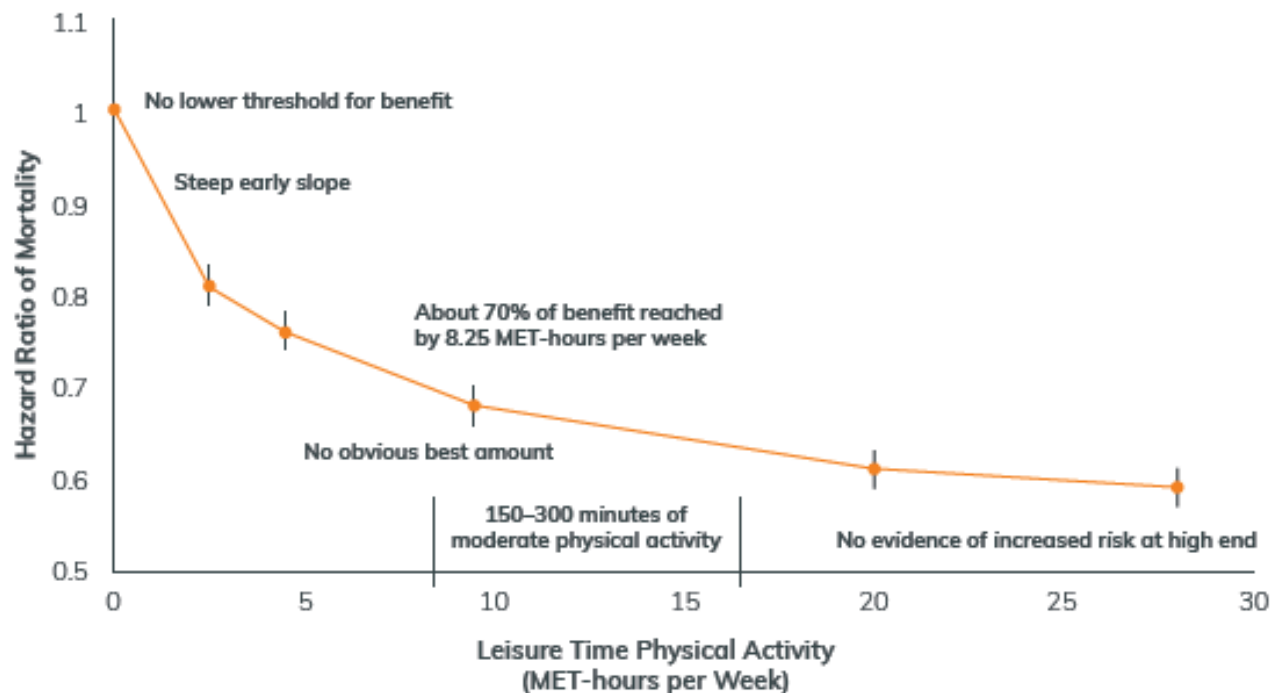 1.1
No lower threshold for benefit
1
Steep early slope
0.9
0.8
About 70% of benefit reached
by 8.25 MET-hours per week
0.7
No obvious best amount
0.6
150–300 minutes of
moderate physical activity
No evidence of increased risk at high end
0.5
Hazard Ratio of Mortality
0 5 10 15 20 25 30
Leisure Time Physical Activity
(MET-hours per Week)